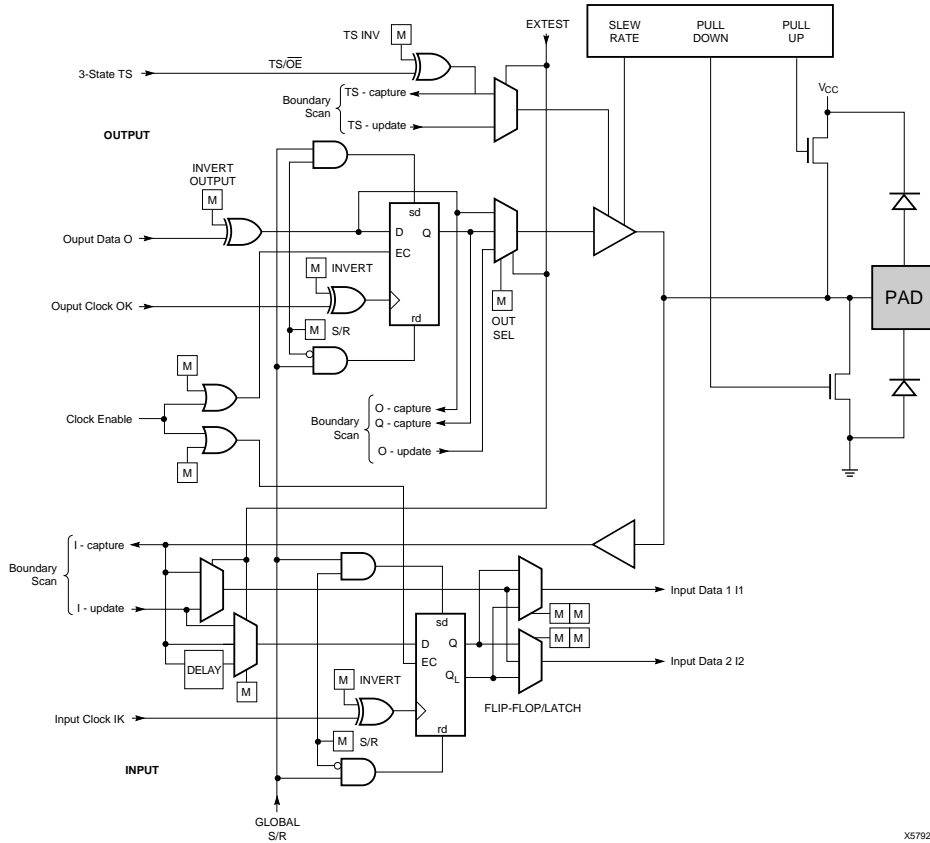 EXTEST
SLEW
RATE
PULL
DOWN
PULL
UP
TS INV
M
3-State TS
TS/OE
VCC
TS - capture
Boundary
Scan
TS - update
OUTPUT
INVERT
OUTPUT
M
sd
D
Q
EC
Ouput Data O
M
INVERT
PAD
Ouput Clock OK
M
OUT
SEL
rd
M
S/R
M
Clock Enable
O - capture
Q - capture
Boundary
Scan
O - update
M
I - capture
Boundary
Scan
I - update
Input Data 1 I1
M
M
sd
M
M
D
Q
EC
QL
Input Data 2 I2
DELAY
M
M
INVERT
FLIP-FLOP/LATCH
Input Clock IK
rd
M
S/R
INPUT
GLOBAL
S/R
X5792